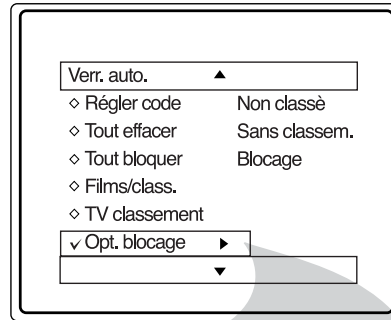 Verr. auto. ▲
◇ Régler code Non classè
◇ Tout effacer Sans classem.
◇ Tout bloquer Blocage
◇ Films/class.
◇ TV classement
✓ Opt. blocage ▶
▼